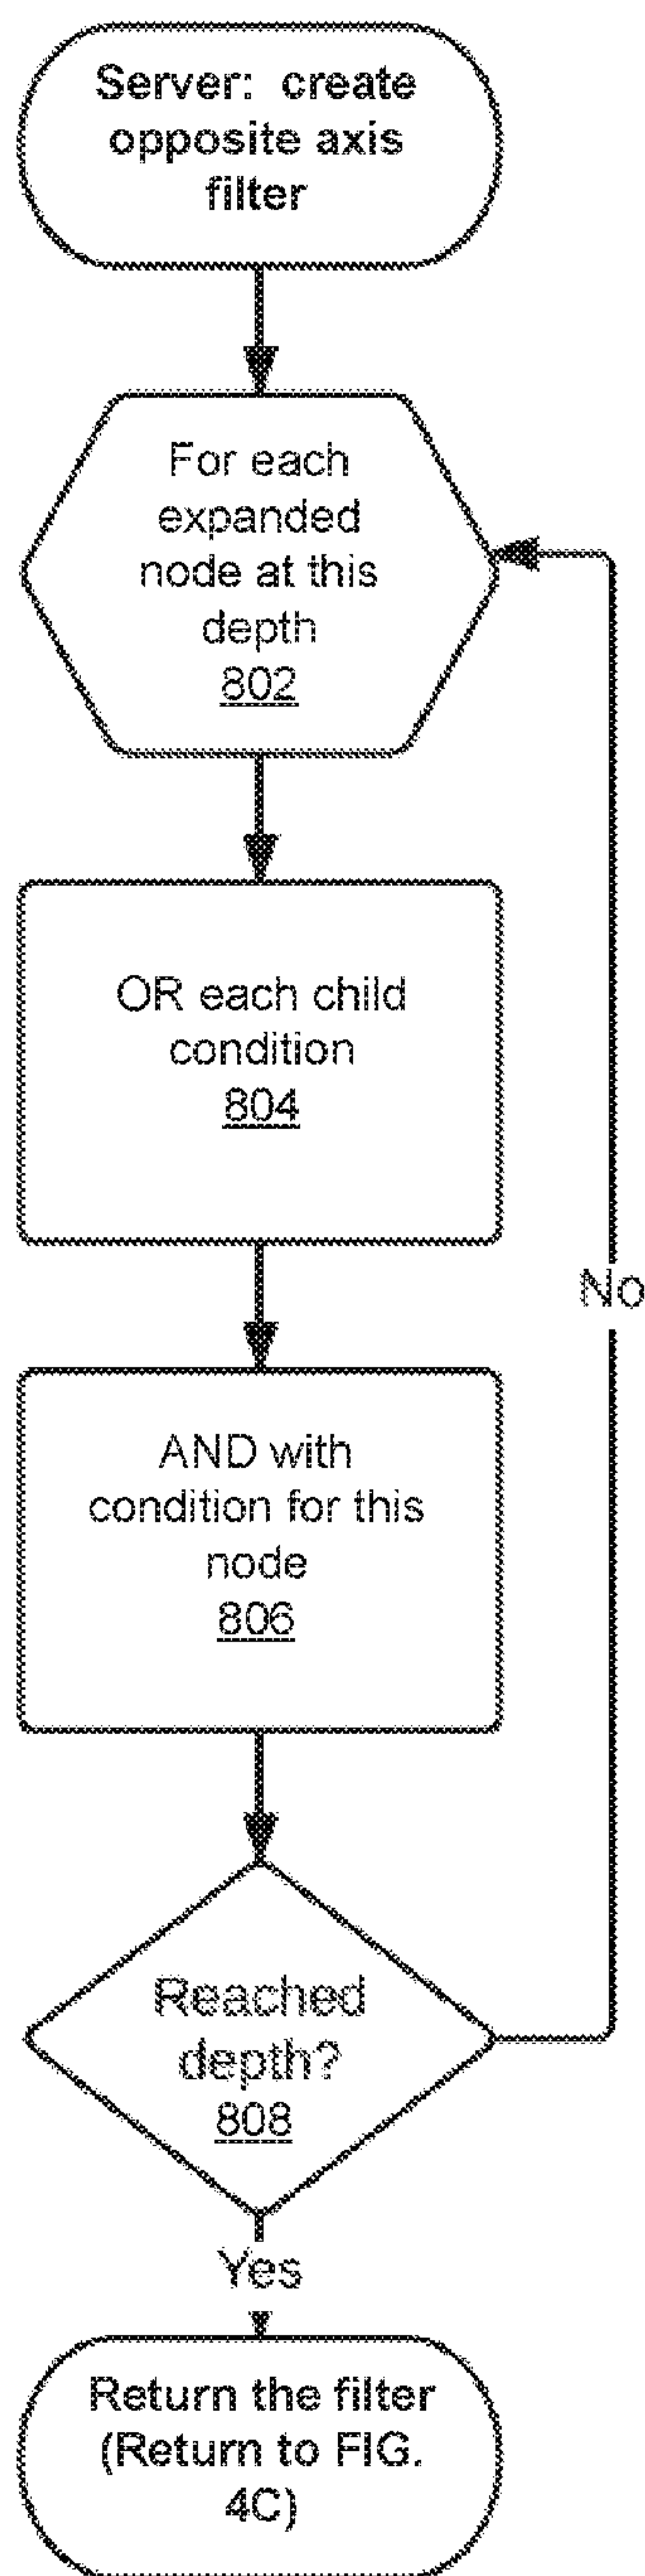 Server: create
opposite axis
filter
For each
expanded
node at this
depth
802
OR each child
condition
804
No
AND with
condition for this
node
806
Reached
depth?
808
Yes
Return the filter
(Return to FIG.
4C)